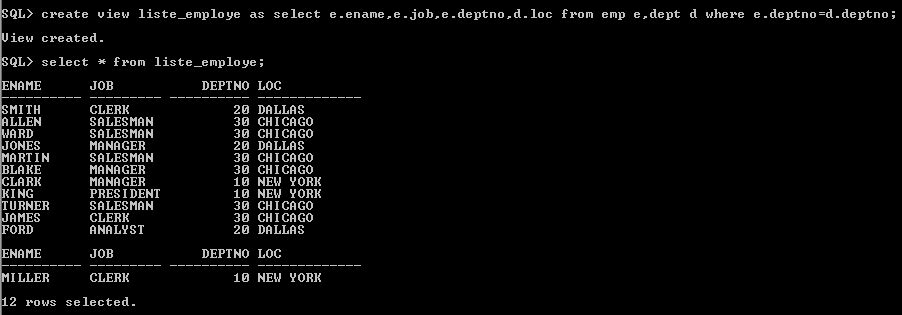 SQL> create view liste_employe as select e.ename,e.job,e.deptno,d.loc from emp e,dept d where e.deptno=d.deptno;
View created.
SQL> select * from liste_employe;
ENAME      JOB           DEPTNO LOC
---------- --------- ---------- -------------
SMITH      CLERK             20 DALLAS
ALLEN      SALESMAN          30 CHICAGO
WARD       SALESMAN          30 CHICAGO
JONES      MANAGER           20 DALLAS
MARTIN     SALESMAN          30 CHICAGO
BLAKE      MANAGER           30 CHICAGO
CLARK      MANAGER           10 NEW YORK
KING       PRESIDENT         10 NEW YORK
TURNER     SALESMAN          30 CHICAGO
JAMES      CLERK             30 CHICAGO
FORD       ANALYST           20 DALLAS
ENAME      JOB           DEPTNO LOC
---------- --------- ---------- -------------
MILLER     CLERK             10 NEW YORK
12 rows selected.